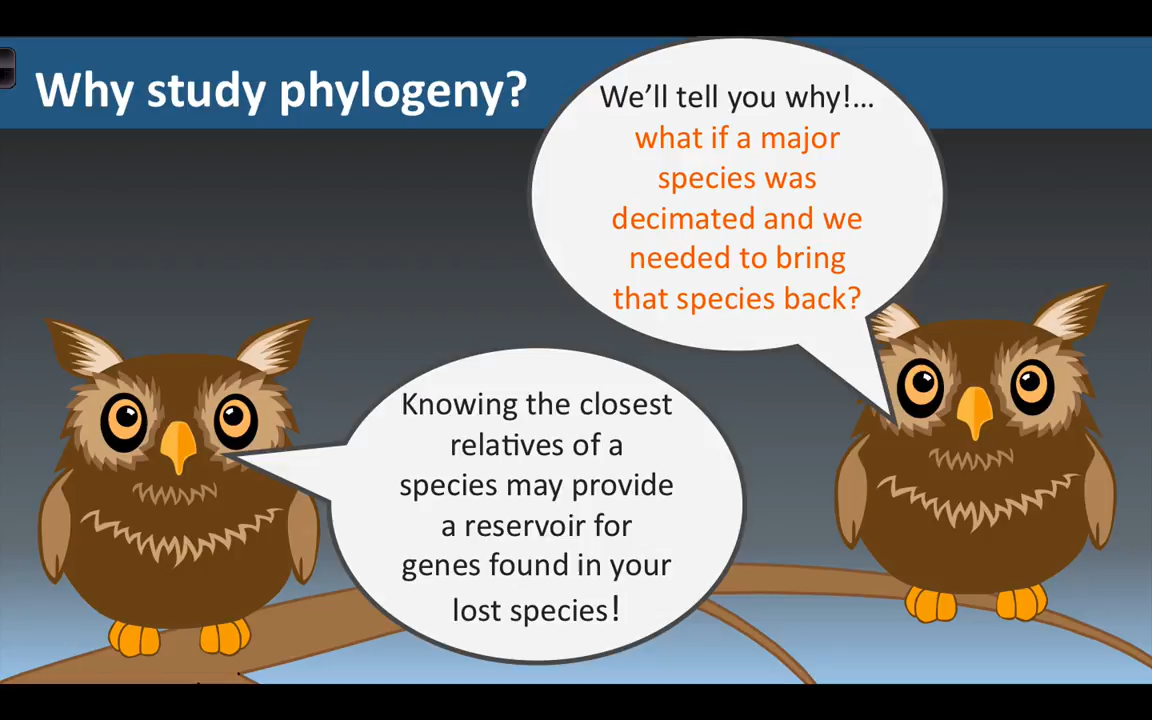 Why study phylogeny?
We’ll tell you why!...
what if a major
species was
decimated and we
needed to bring
that species back?
Knowing the closest
relatives of a
species may provide
a reservoir for
genes found in your
lost species!